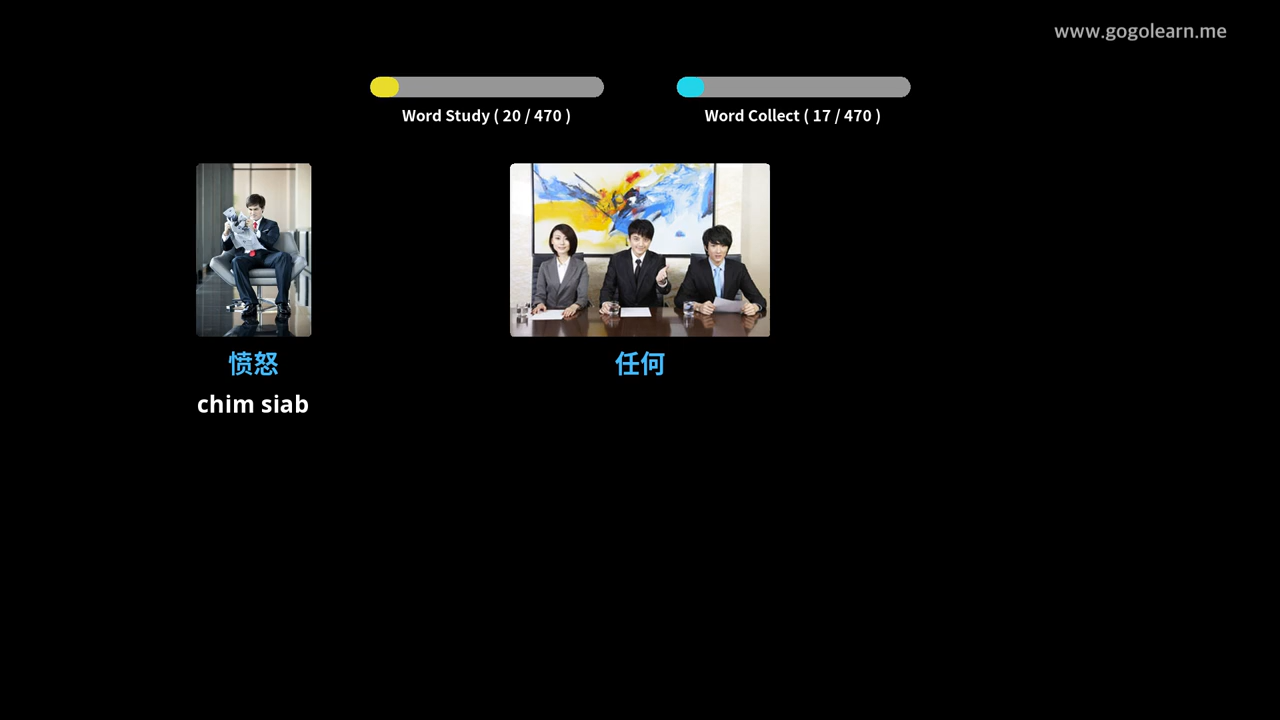 www.gogolearn.me
Word Study ( 20 / 470 )
Word Collect ( 17 / 470 )
愤怒
chim siab
任何